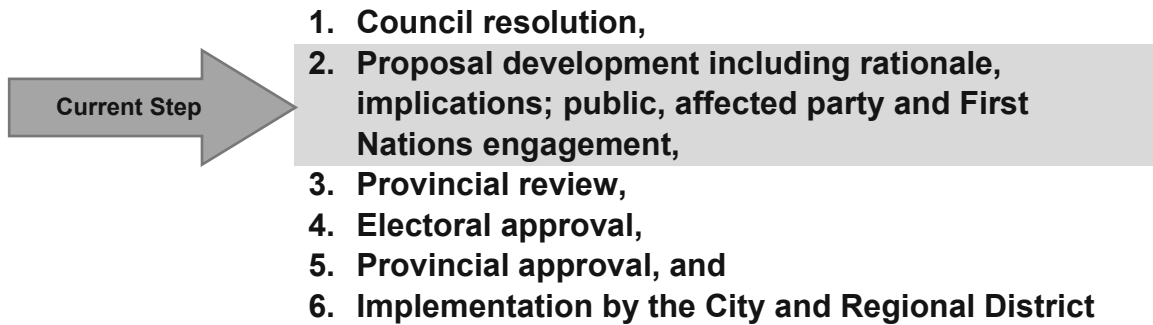 1. Council resolution,
2. Proposal development including rationale,
implications; public, affected party and First
Nations engagement,
Current Step
3. Provincial review,
4. Electoral approval,
5. Provincial approval, and
6. Implementation by the City and Regional District